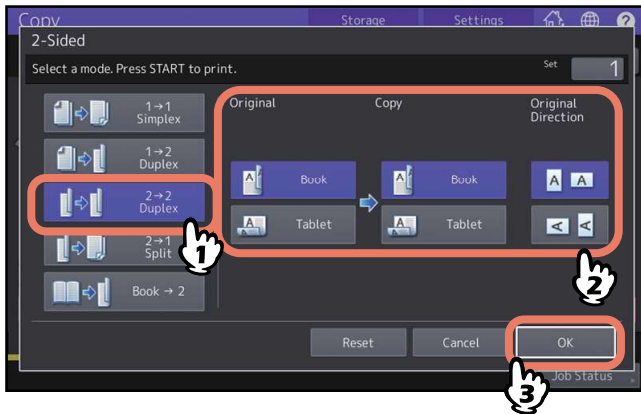 Copy
Storage
Settings
?
2-Sided
Select a mode. Press START to print.
Set
1
1→1
Simplex
1→2
Duplex
2→2
Duplex
2→1
Split
Book → 2
Original
Copy
Original
Direction
A
Book
A
Book
A A
A
Tablet
A
Tablet
A A
1
2
Reset
Cancel
OK
3
Job Status